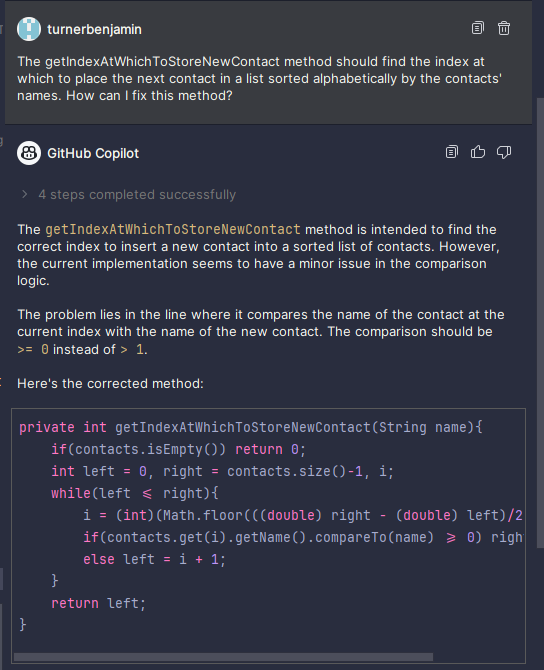 turnerbenjamin
The getIndexAtWhichToStoreNewContact method should find the index at
which to place the next contact in a list sorted alphabetically by the contacts'
names. How can I fix this method?
GitHub Copilot
4 steps completed successfully
The getIndexAtWhichToStoreNewContact method is intended to find the
correct index to insert a new contact into a sorted list of contacts. However,
the current implementation seems to have a minor issue in the comparison
logic.
The problem lies in the line where it compares the name of the contact at the
current index with the name of the new contact. The comparison should be
>= 0 instead of > 1.
Here's the corrected method:
private int getIndexAtWhichToStoreNewContact(String name){
if(contacts.isEmpty()) return 0;
int left = 0, right = contacts.size()-1, i;
while(left <= right){
i = (int)(Math.floor(((double) right - (double) left)/2
if(contacts.get(i).getName().compareTo(name) >= 0) righ
else left = i + 1;
}
return left;
}